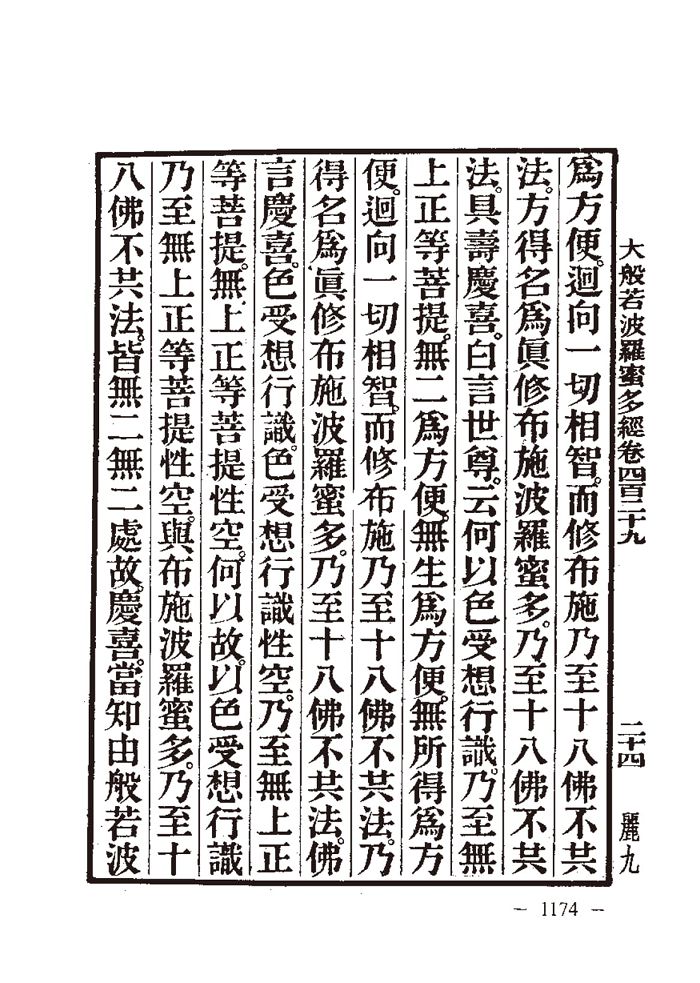 大般若波羅蜜多經卷四百二十九
二十四
麗九
爲方便。迴向一切相智。而修布施乃至十八佛不共
法。方得名爲眞修布施波羅蜜多。乃至十八佛不共
法。具壽慶喜。白言世尊。云何以色受想行識。乃至無
上正等菩提。無二爲方便。無生爲方便。無所得爲方
便。迴向一切相智。而修布施乃至十八佛不共法。乃
得名爲眞修布施波羅蜜多。乃至十八佛不共法。佛
言慶喜。色受想行識。色受想行識性空。乃至無上正
等菩提。無上正等菩提性空。何以故。以色受想行識
乃至無上正等菩提性空。與布施波羅蜜多。乃至十
八佛不共法。皆無二無二處故。慶喜。當知由般若波
－ 1174 －